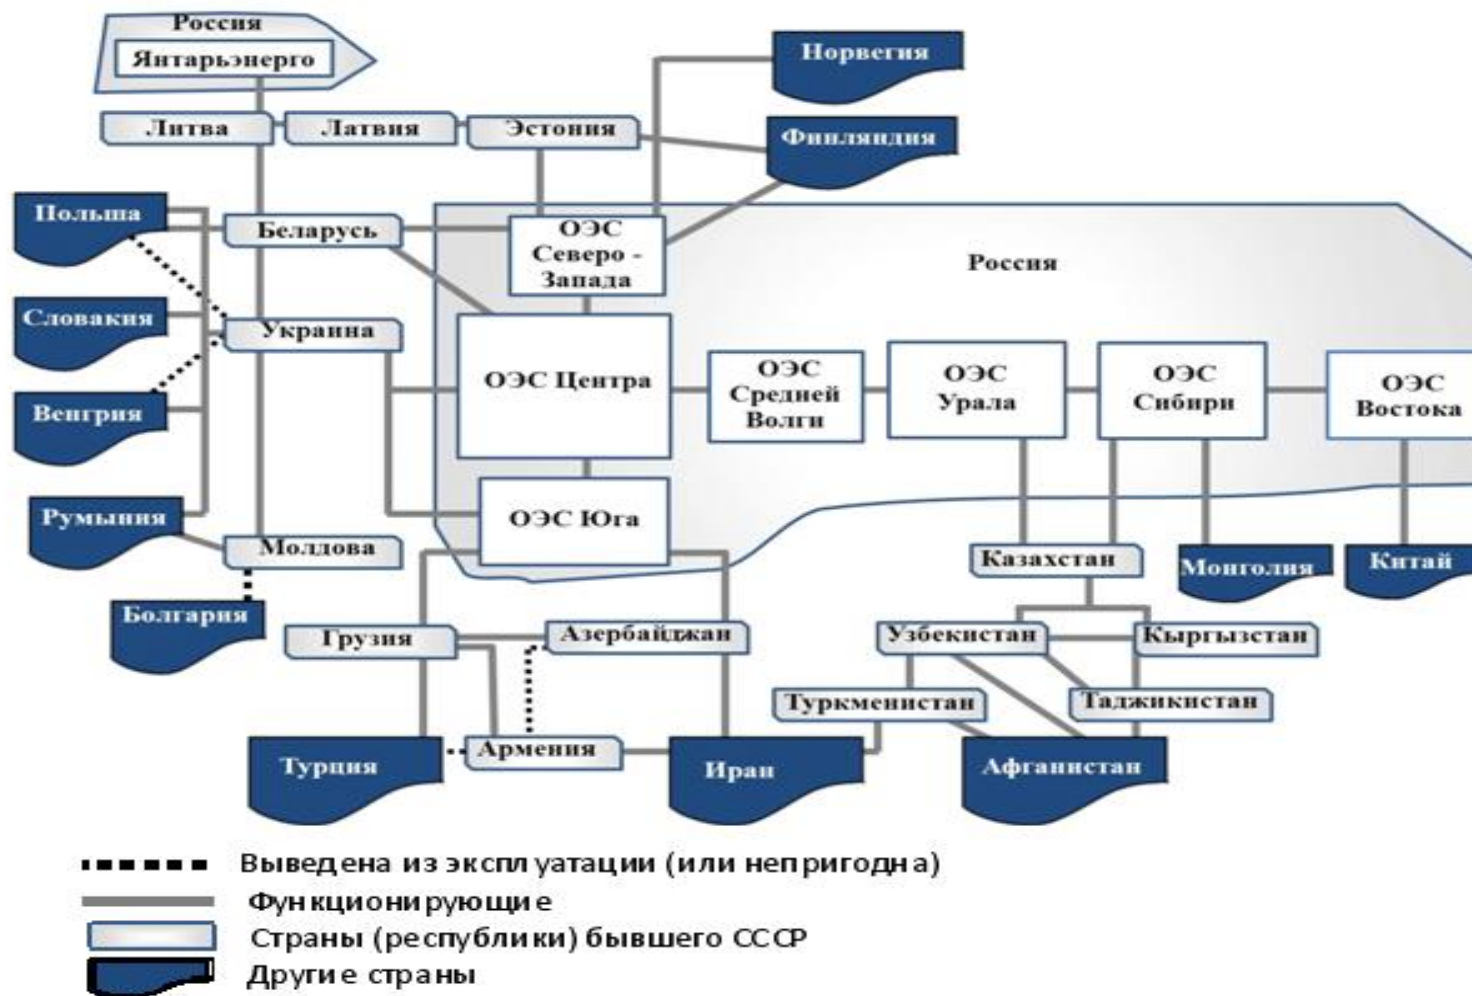 Россия
Янтарьэнерго
Норвегия
Литва
Латвия
Эстония
Финляндия
Польша
Беларусь
ОЭС
Северо -
Запада
Россия
Словакия
Украина
ОЭС Центра
ОЭС
Средней
Волги
ОЭС
Урала
ОЭС
Сибири
ОЭС
Востока
Венгрия
Румыния
ОЭС Юга
Молдова
Казахстан
Монголия
Китай
Болгария
Грузия
Азербайджан
Узбекистан
Кыргызстан
Туркменистан
Таджикистан
Турция
Армения
Иран
Афганистан
Выведена из эксплуатации (или непригодна)
Функционирующие
Страны (республики) бывшего СССР
Другие страны